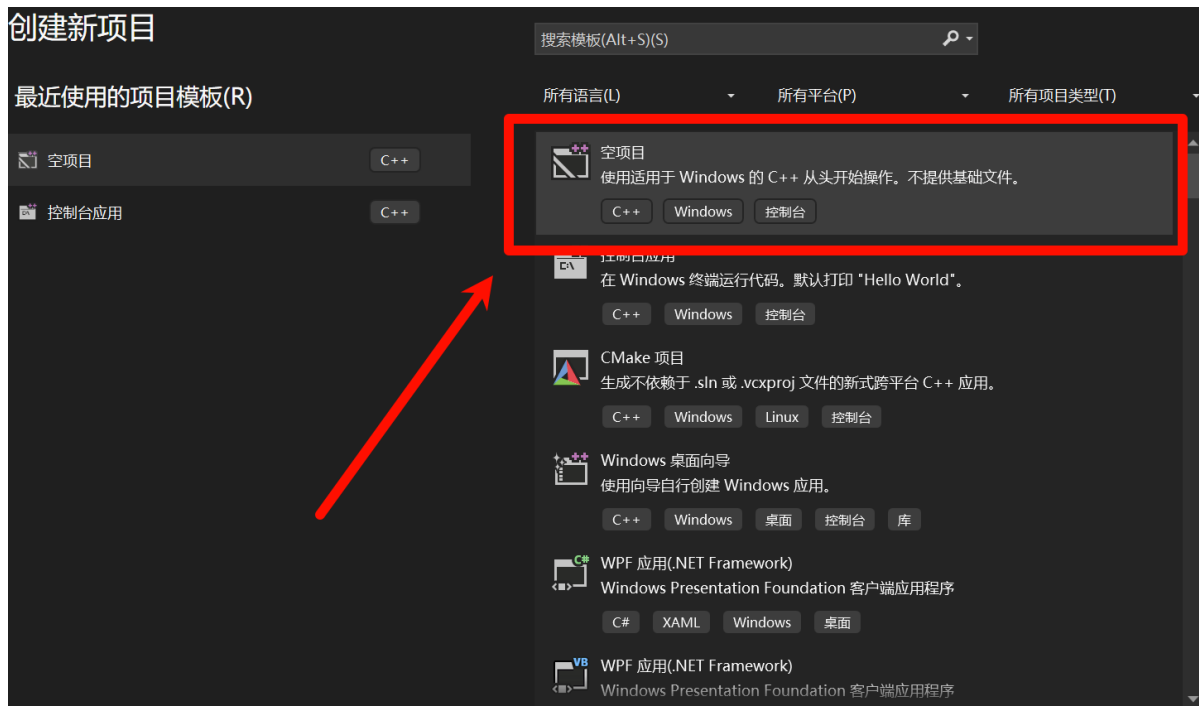 创建新项目
搜索模板(Alt+S)(S)
最近使用的项目模板(R)
所有语言(L)
所有平台(P)
所有项目类型(T)
空项目
C++
控制台应用
C++
空项目
使用适用于 Windows 的 C++ 从头开始操作。不提供基础文件。
C++ Windows 控制台
控制台应用
在 Windows 终端运行代码。默认打印 "Hello World"。
C++ Windows 控制台
CMake 项目
生成不依赖于 .sln 或 .vcxproj 文件的新式跨平台 C++ 应用。
C++ Windows Linux 控制台
Windows 桌面向导
使用向导自行创建 Windows 应用。
C++ Windows 桌面 控制台 库
WPF 应用(.NET Framework)
Windows Presentation Foundation 客户端应用程序
C# XAML Windows 桌面
WPF 应用(.NET Framework)
Windows Presentation Foundation 客户端应用程序